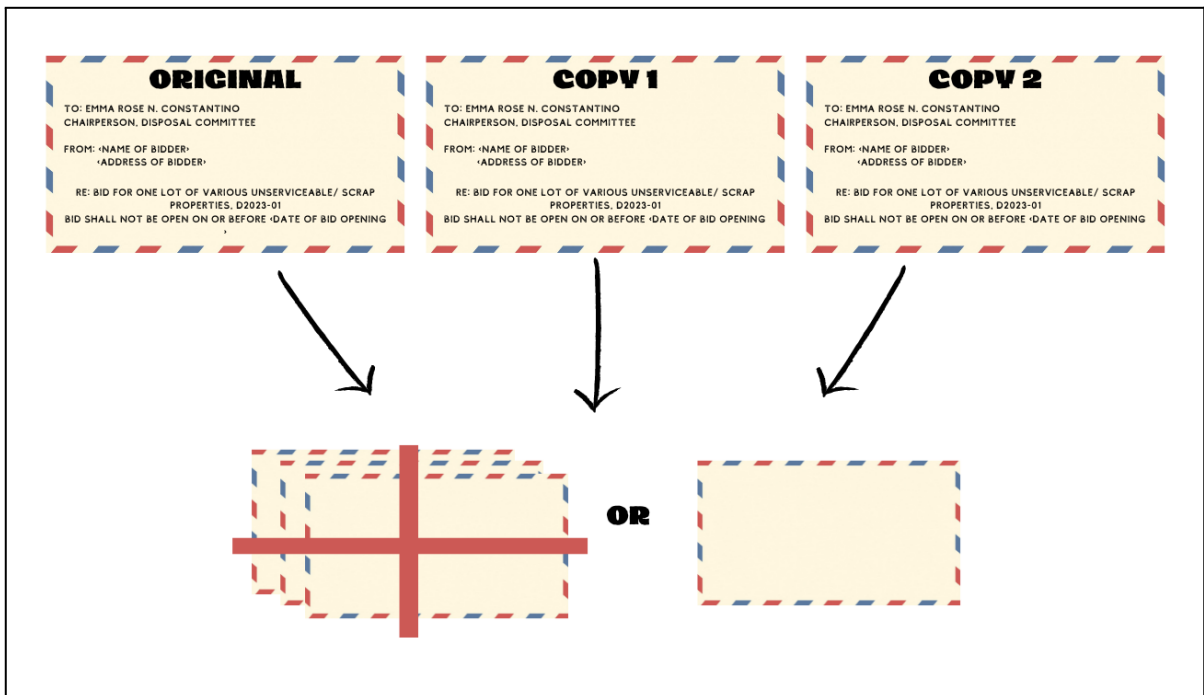 ORIGINAL
TO: EMMA ROSE N. CONSTANTINO
CHAIRPERSON, DISPOSAL COMMITTEE
FROM: ‹NAME OF BIDDER›
‹ADDRESS OF BIDDER›
RE: BID FOR ONE LOT OF VARIOUS UNSERVICEABLE/ SCRAP
PROPERTIES, D2023-01
BID SHALL NOT BE OPEN ON OR BEFORE ‹DATE OF BID OPENING
›
COPY 1
TO: EMMA ROSE N. CONSTANTINO
CHAIRPERSON, DISPOSAL COMMITTEE
FROM: ‹NAME OF BIDDER›
‹ADDRESS OF BIDDER›
RE: BID FOR ONE LOT OF VARIOUS UNSERVICEABLE/ SCRAP
PROPERTIES, D2023-01
BID SHALL NOT BE OPEN ON OR BEFORE ‹DATE OF BID OPENING
COPY 2
TO: EMMA ROSE N. CONSTANTINO
CHAIRPERSON, DISPOSAL COMMITTEE
FROM: ‹NAME OF BIDDER›
‹ADDRESS OF BIDDER›
RE: BID FOR ONE LOT OF VARIOUS UNSERVICEABLE/ SCRAP
PROPERTIES, D2023-01
BID SHALL NOT BE OPEN ON OR BEFORE ‹DATE OF BID OPENING
OR